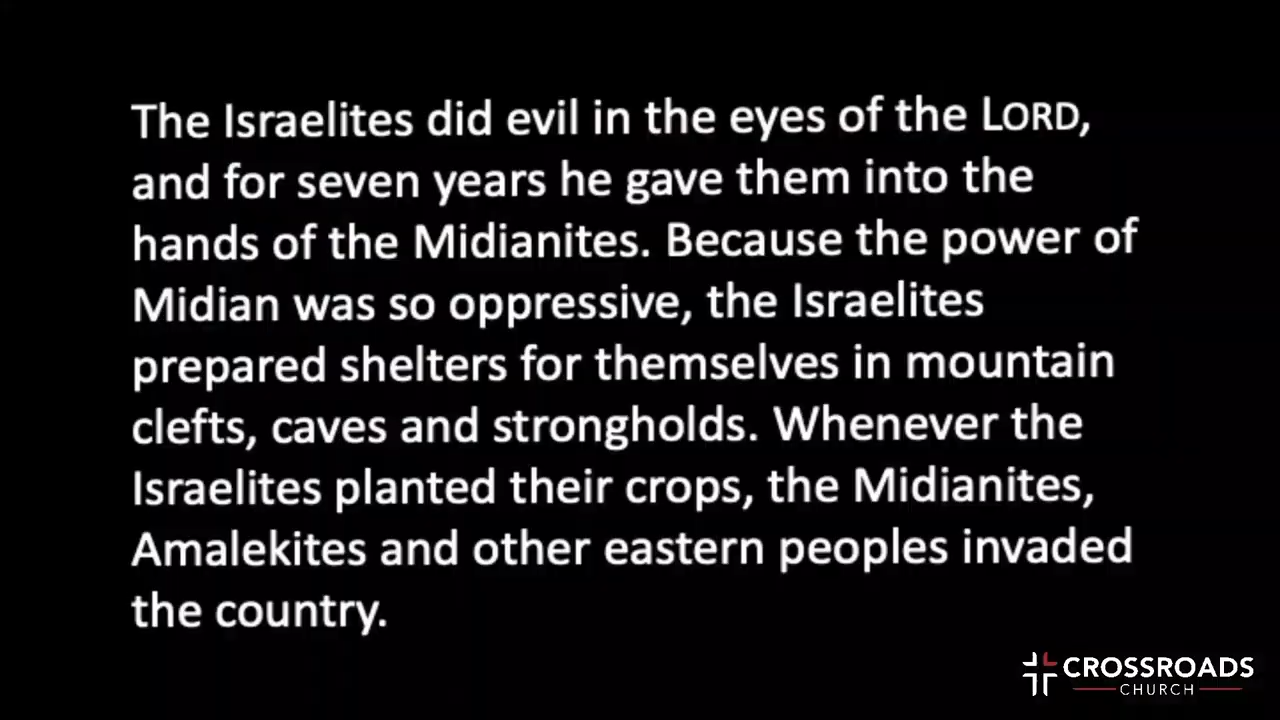 The Israelites did evil in the eyes of the LORD,
and for seven years he gave them into the
hands of the Midianites. Because the power of
Midian was so oppressive, the Israelites
prepared shelters for themselves in mountain
clefts, caves and strongholds. Whenever the
Israelites planted their crops, the Midianites,
Amalekites and other eastern peoples invaded
the country.
CROSSROADS
CHURCH